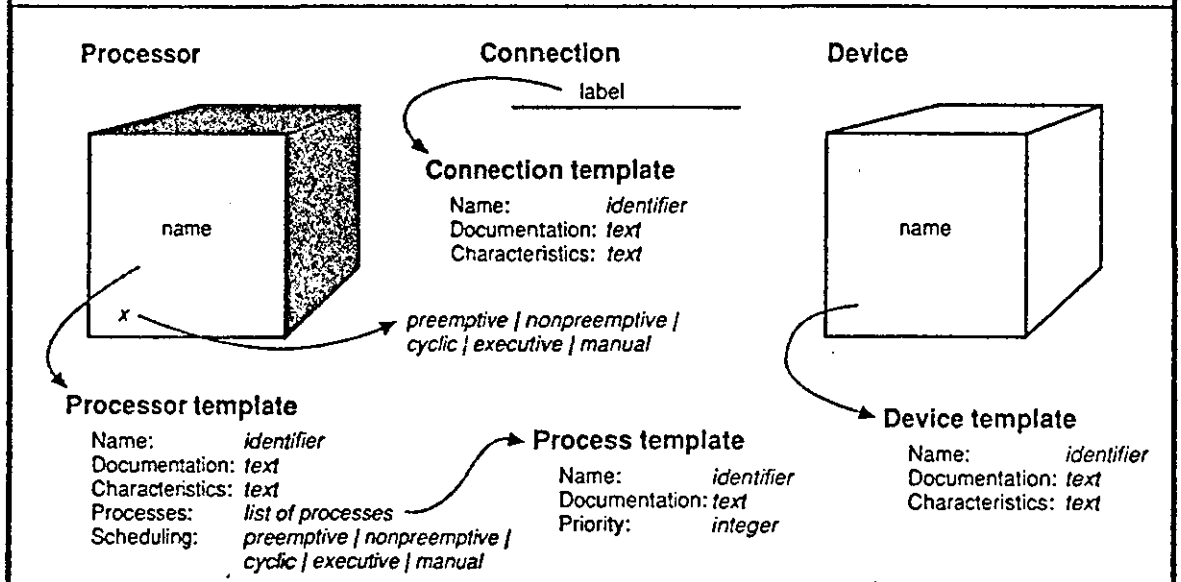 Processor
Connection
Device
label
Connection template
Name: identifier
Documentation: text
Characteristics: text
name
name
x
preemptive | nonpreemptive |
cyclic | executive | manual
Processor template
Name: identifier
Documentation: text
Characteristics: text
Processes: list of processes
Scheduling: preemptive | nonpreemptive |
cyclic | executive | manual
Process template
Name: identifier
Documentation: text
Priority: integer
Device template
Name: identifier
Documentation: text
Characteristics: text